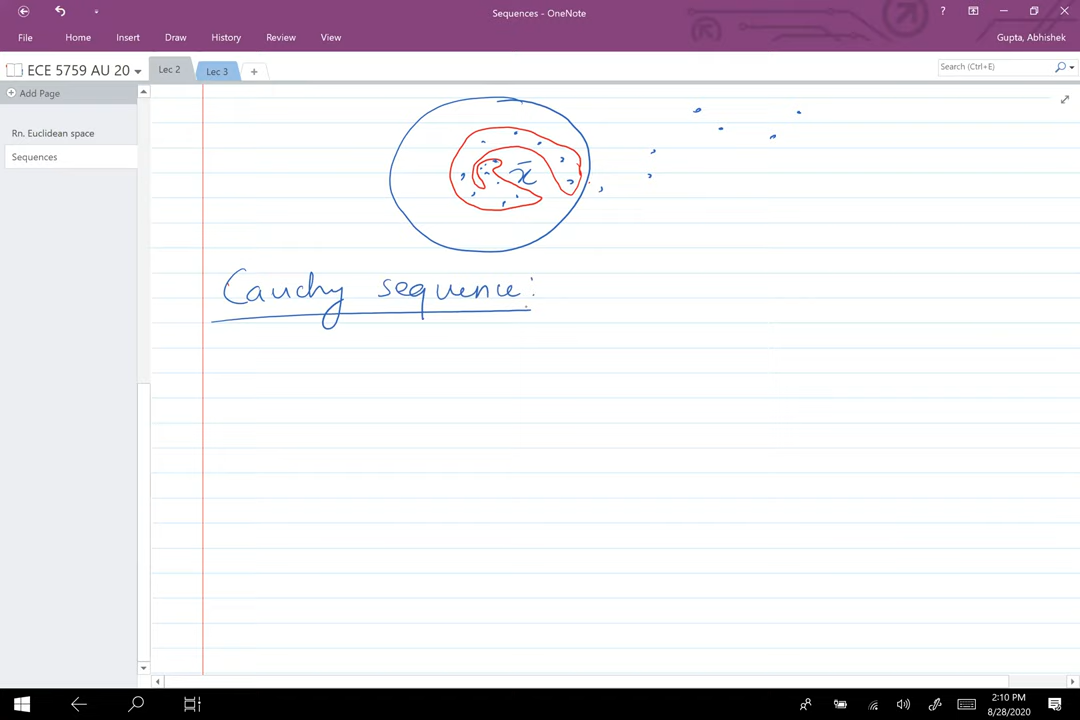 Sequences - OneNote
File Home Insert Draw History Review View
Gupta, Abhishek
ECE 5759 AU 20
Lec 2
Lec 3
Search (Ctrl+E)
Add Page
Rn. Euclidean space
Sequences
x̄
Cauchy sequence:
2:10 PM
8/28/2020